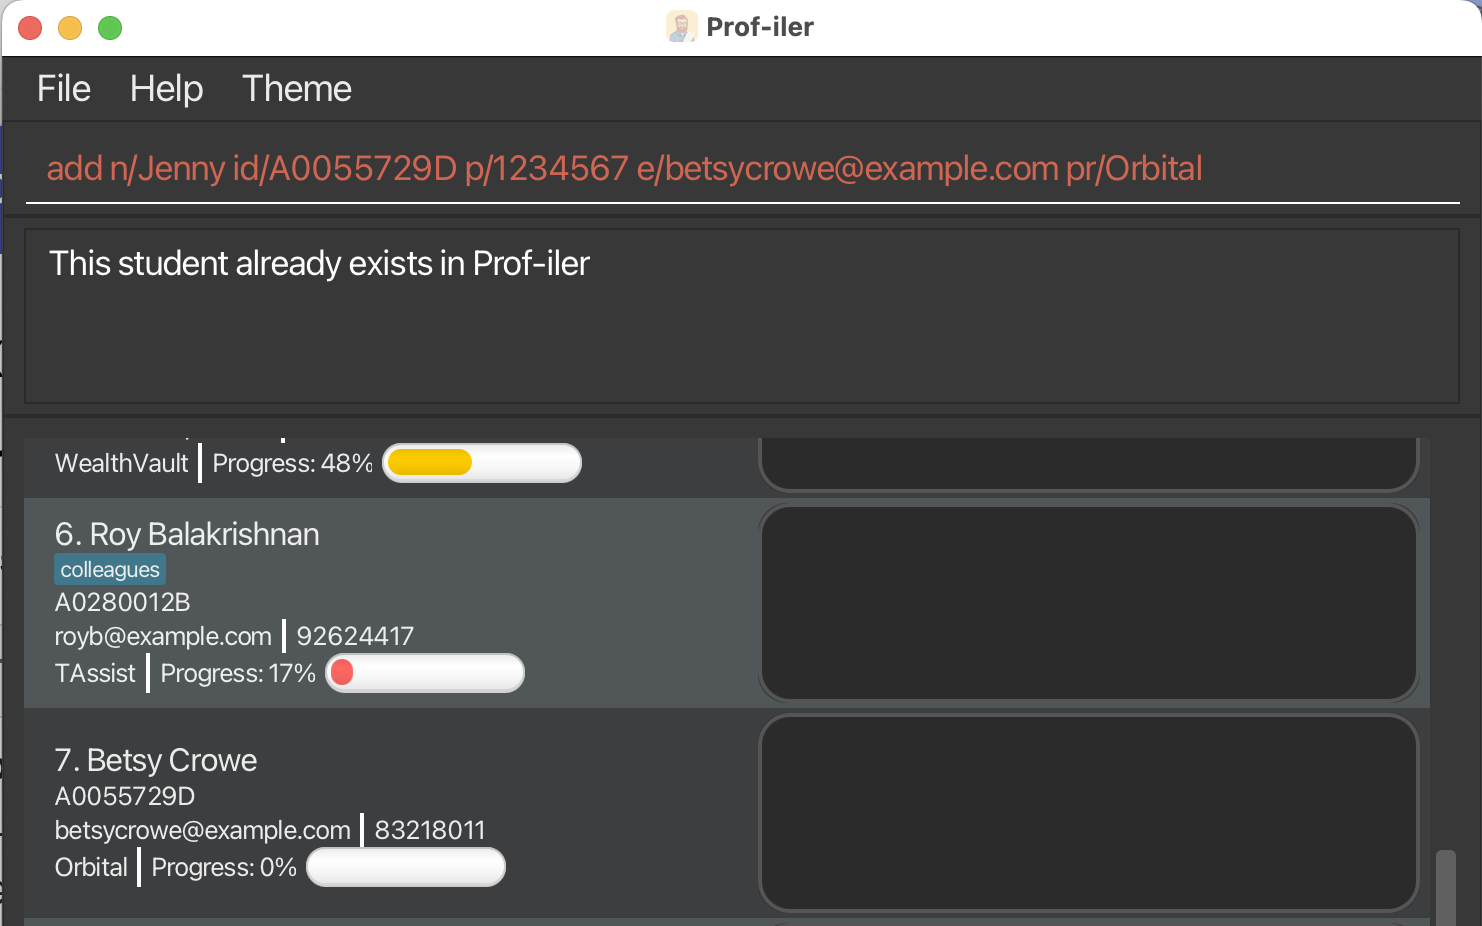 Prof-iler
File Help Theme
add n/Jenny id/A0055729D p/1234567 e/betsycrowe@example.com pr/Orbital
This student already exists in Prof-iler
WealthVault Progress: 48%
6. Roy Balakrishnan
colleagues
A0280012B
royb@example.com 92624417
TAssist Progress: 17%
7. Betsy Crowe
A0055729D
betsycrowe@example.com 83218011
Orbital Progress: 0%